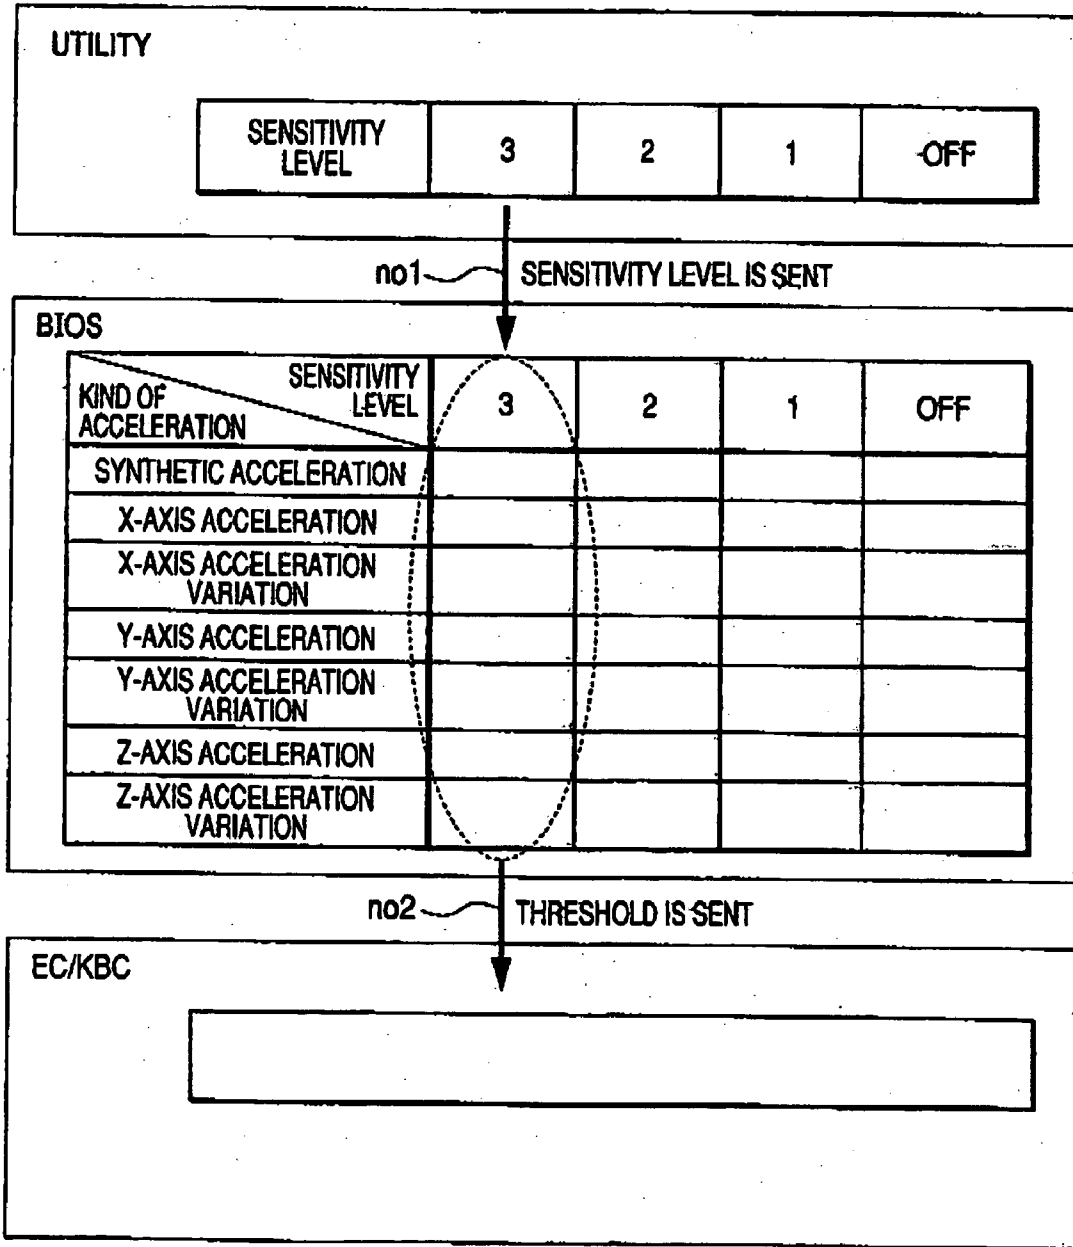 UTILITY
SENSITIVITY
LEVEL
3
2
1
OFF
no1
SENSITIVITY LEVEL IS SENT
BIOS
SENSITIVITY
LEVEL
KIND OF
ACCELERATION
3
2
1
OFF
SYNTHETIC ACCELERATION
X-AXIS ACCELERATION
X-AXIS ACCELERATION
VARIATION
Y-AXIS ACCELERATION
Y-AXIS ACCELERATION
VARIATION
Z-AXIS ACCELERATION
Z-AXIS ACCELERATION
VARIATION
no2
THRESHOLD IS SENT
EC/KBC